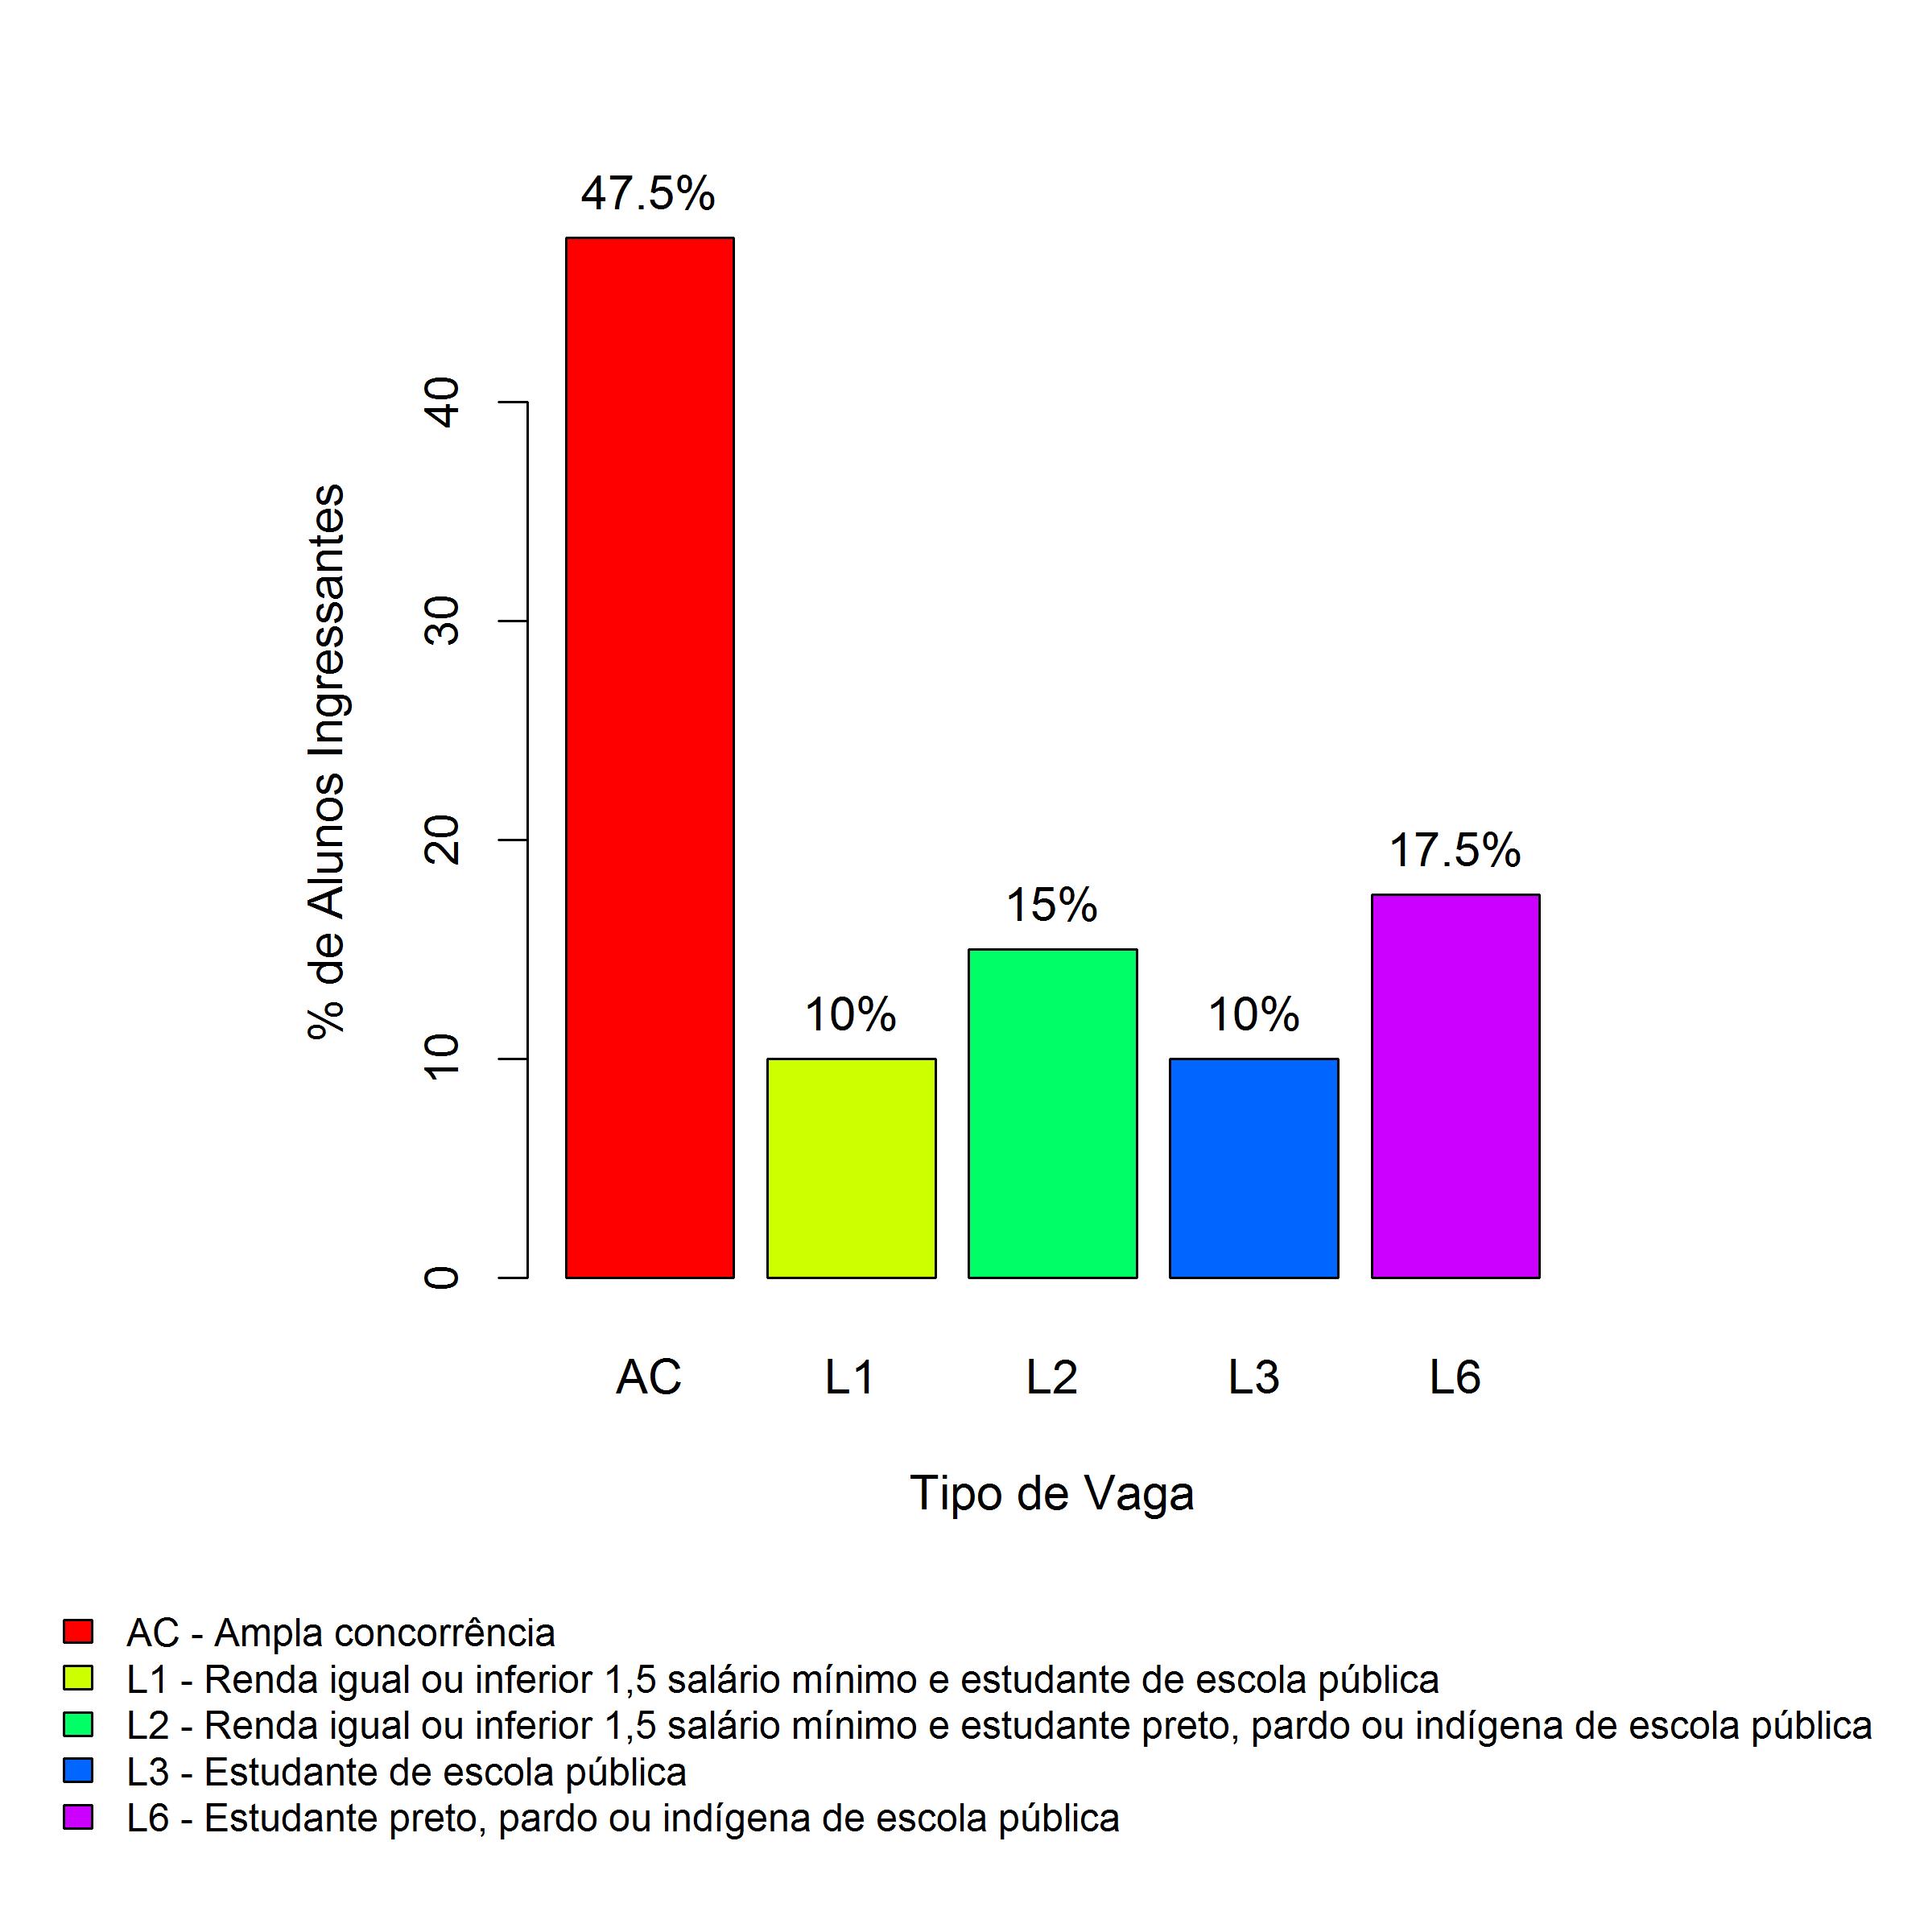 47.5%
40
30
20
10
0
% de Alunos Ingressantes
10%
15%
10%
17.5%
AC L1 L2 L3 L6
Tipo de Vaga
AC - Ampla concorrência
L1 - Renda igual ou inferior 1,5 salário mínimo e estudante de escola pública
L2 - Renda igual ou inferior 1,5 salário mínimo e estudante preto, pardo ou indígena de escola pública
L3 - Estudante de escola pública
L6 - Estudante preto, pardo ou indígena de escola pública